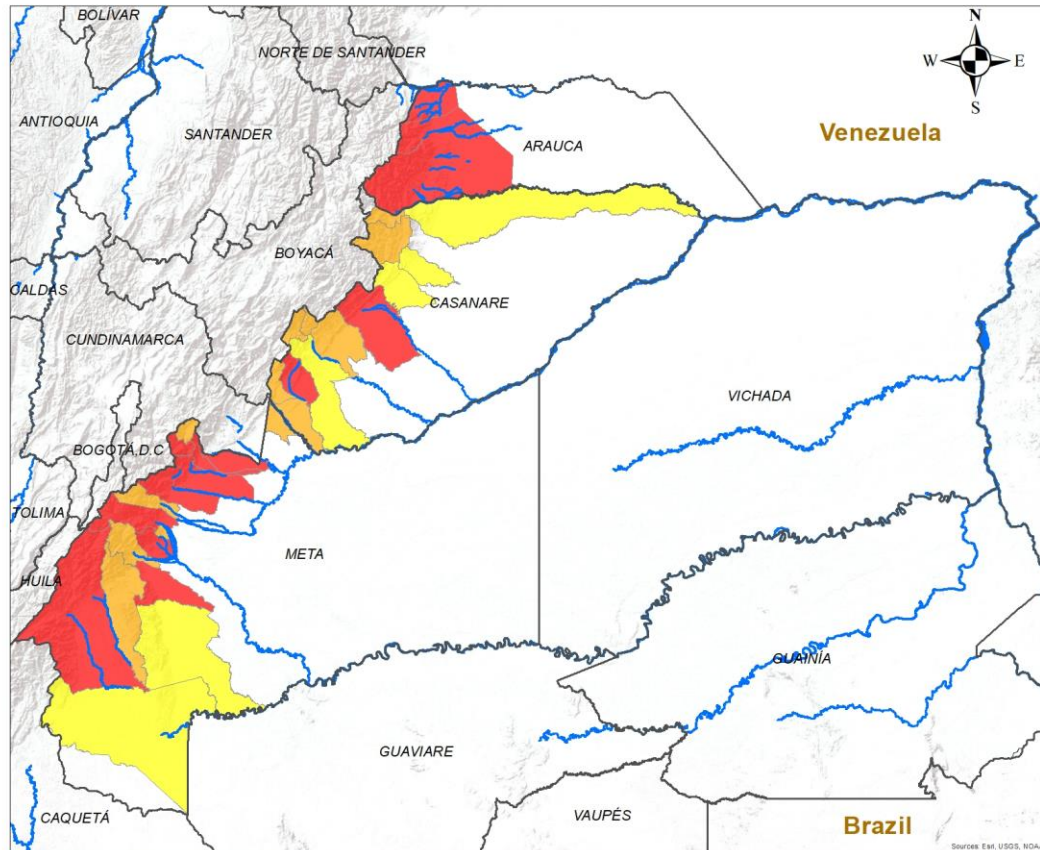 BOLÍVAR
NORTE DE SANTANDER
N
W
E
S
ANTIOQUIA
SANTANDER
ARAUCA
Venezuela
BOYACÁ
CALDAS
CASANARE
CUNDINAMARCA
VICHADA
BOGOTÁ,D.C
TOLIMA
META
HUILA
GUAINÍA
GUAVIARE
CAQUETÁ
VAUPÉS
Brazil
Sources: Esri, USGS, NOAA